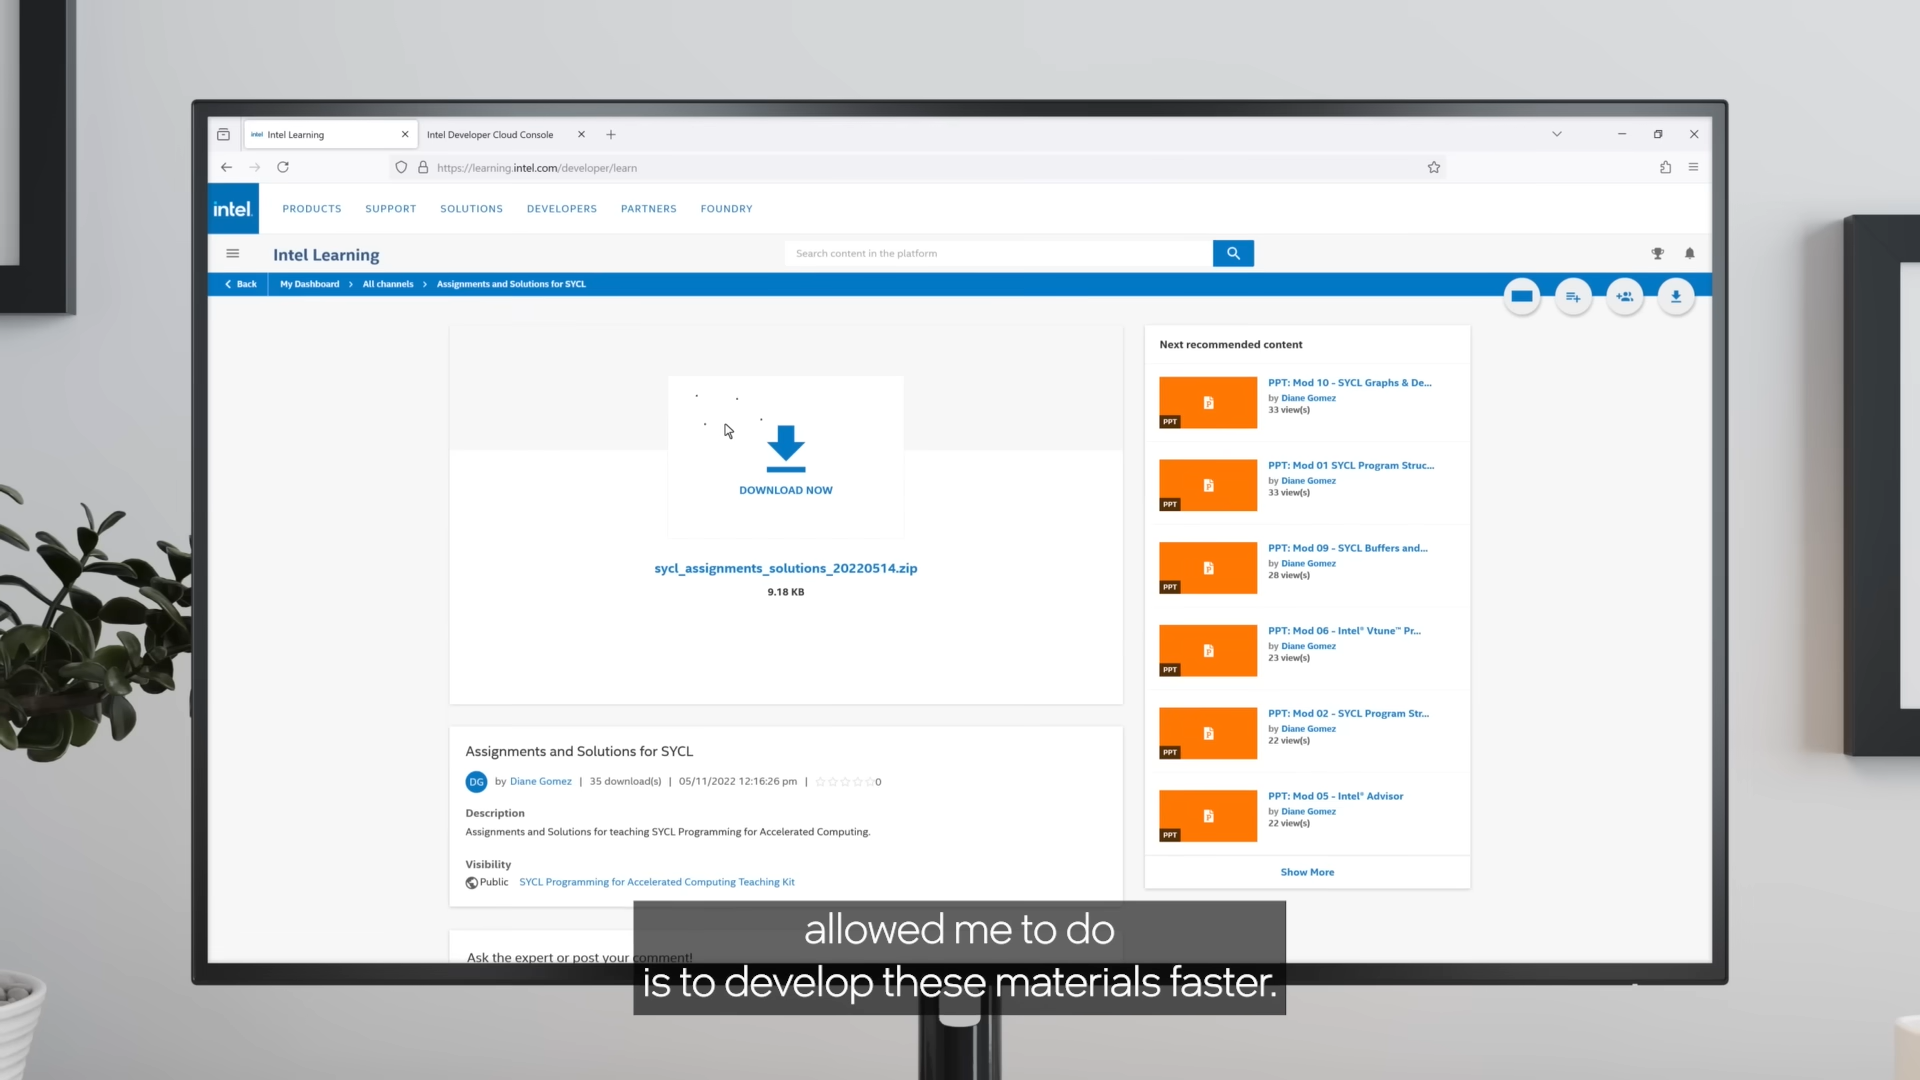 intel Intel Learning
Intel Developer Cloud Console
https://learning.intel.com/developer/learn
intel.
PRODUCTS SUPPORT SOLUTIONS DEVELOPERS PARTNERS FOUNDRY
Intel Learning
Search content in the platform
Back My Dashboard > All channels > Assignments and Solutions for SYCL
DOWNLOAD NOW
sycl_assignments_solutions_20220514.zip
9.18 KB
Assignments and Solutions for SYCL
DG by Diane Gomez | 35 download(s) | 05/11/2022 12:16:26 pm | 0
Description
Assignments and Solutions for teaching SYCL Programming for Accelerated Computing.
Visibility
Public SYCL Programming for Accelerated Computing Teaching Kit
Ask the expert or post your comment!
Next recommended content
PPT: Mod 10 - SYCL Graphs & De...
by Diane Gomez
33 view(s)
PPT
PPT: Mod 01 SYCL Program Struc...
by Diane Gomez
33 view(s)
PPT
PPT: Mod 09 - SYCL Buffers and...
by Diane Gomez
28 view(s)
PPT
PPT: Mod 06 - Intel® Vtune™ Pr...
by Diane Gomez
23 view(s)
PPT
PPT: Mod 02 - SYCL Program Str...
by Diane Gomez
22 view(s)
PPT
PPT: Mod 05 - Intel® Advisor
by Diane Gomez
22 view(s)
PPT
Show More
allowed me to do
is to develop these materials faster.